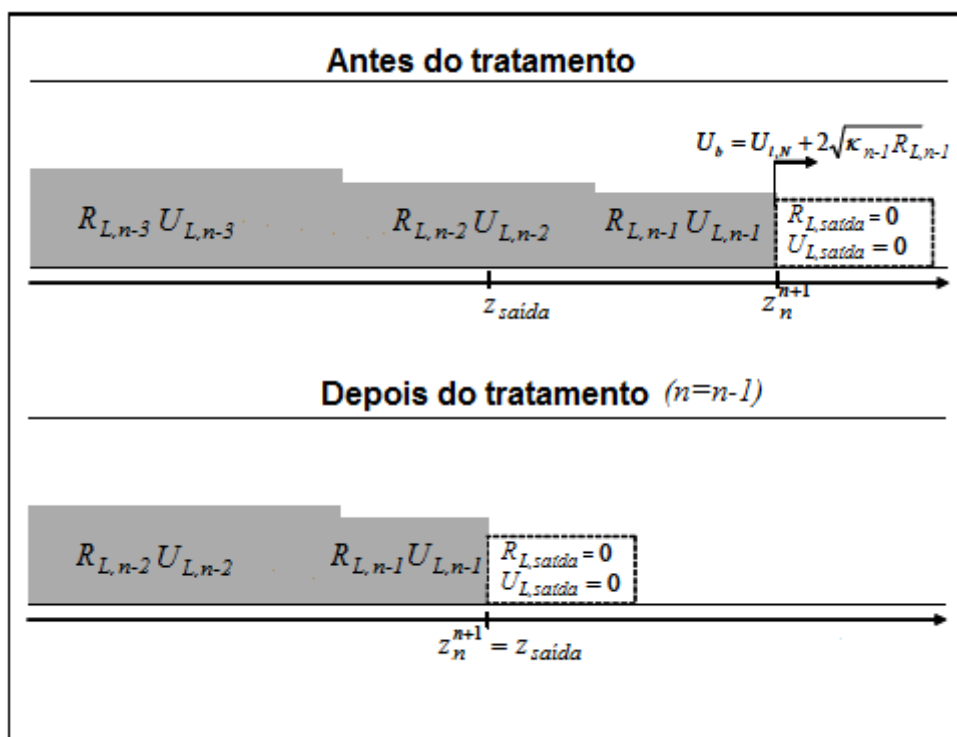 Antes do tratamento
U_b = U_{l,N} + 2√(κ_{n-1} R_{L,n-1})
R_{L,n-3} U_{L,n-3} R_{L,n-2} U_{L,n-2} R_{L,n-1} U_{L,n-1}
R_{L,saída} = 0
U_{L,saída} = 0
z_{saída} z_n^{n+1}
Depois do tratamento (n=n-1)
R_{L,n-2} U_{L,n-2} R_{L,n-1} U_{L,n-1}
R_{L,saída} = 0
U_{L,saída} = 0
z_n^{n+1} = z_{saída}